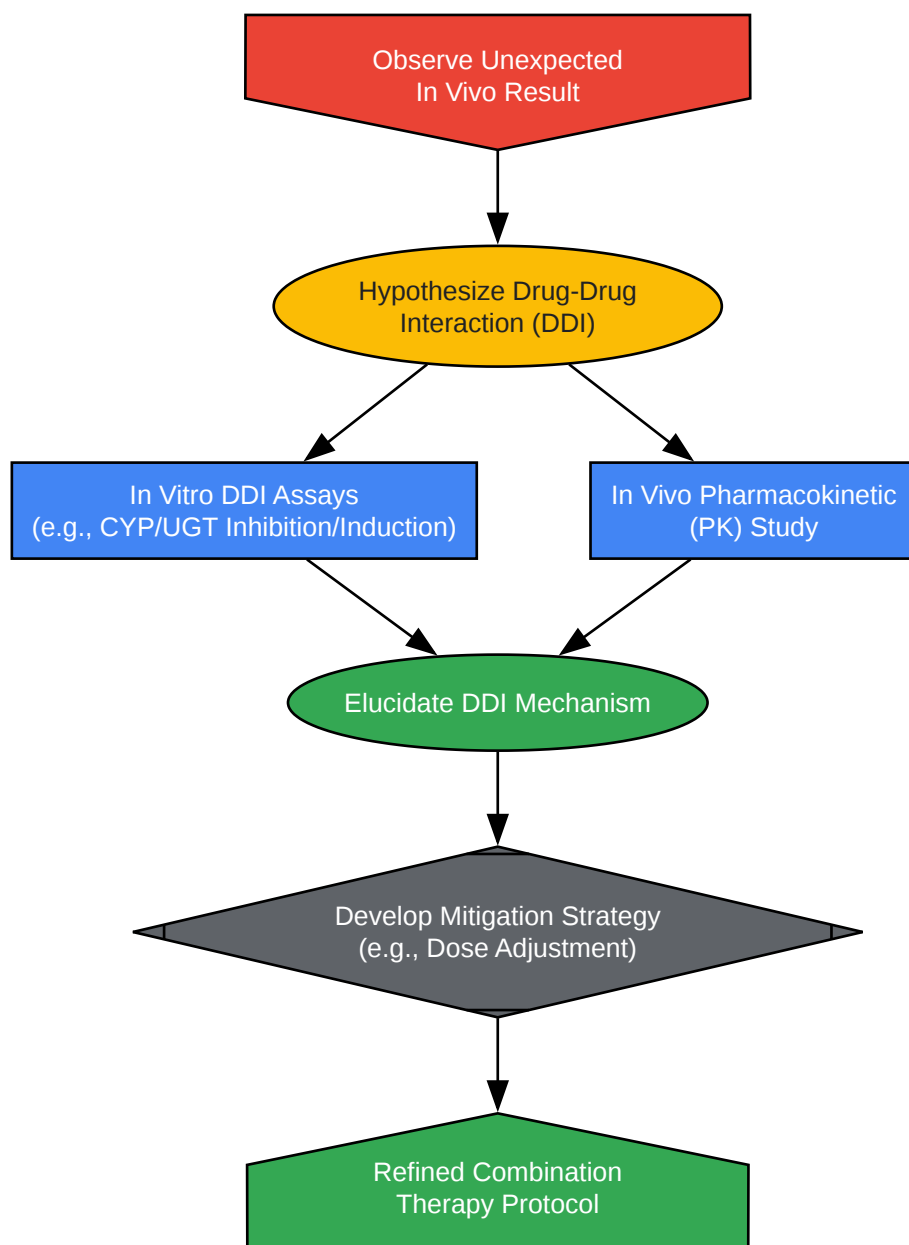 Observe Unexpected
In Vivo Result
Hypothesize Drug-Drug
Interaction (DDI)
In Vitro DDI Assays
(e.g., CYP/UGT Inhibition/Induction)
In Vivo Pharmacokinetic
(PK) Study
Elucidate DDI Mechanism
Develop Mitigation Strategy
(e.g., Dose Adjustment)
Refined Combination
Therapy Protocol